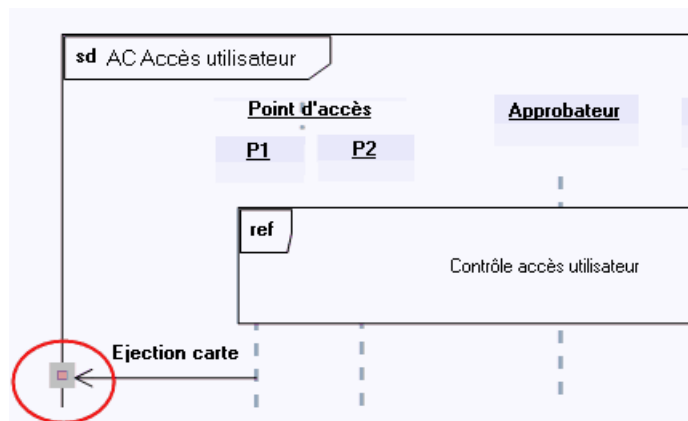 sd AC Accès utilisateur
Point d'accès
Approbateur
P1
P2
ref
Contrôle accès utilisateur
Ejection carte